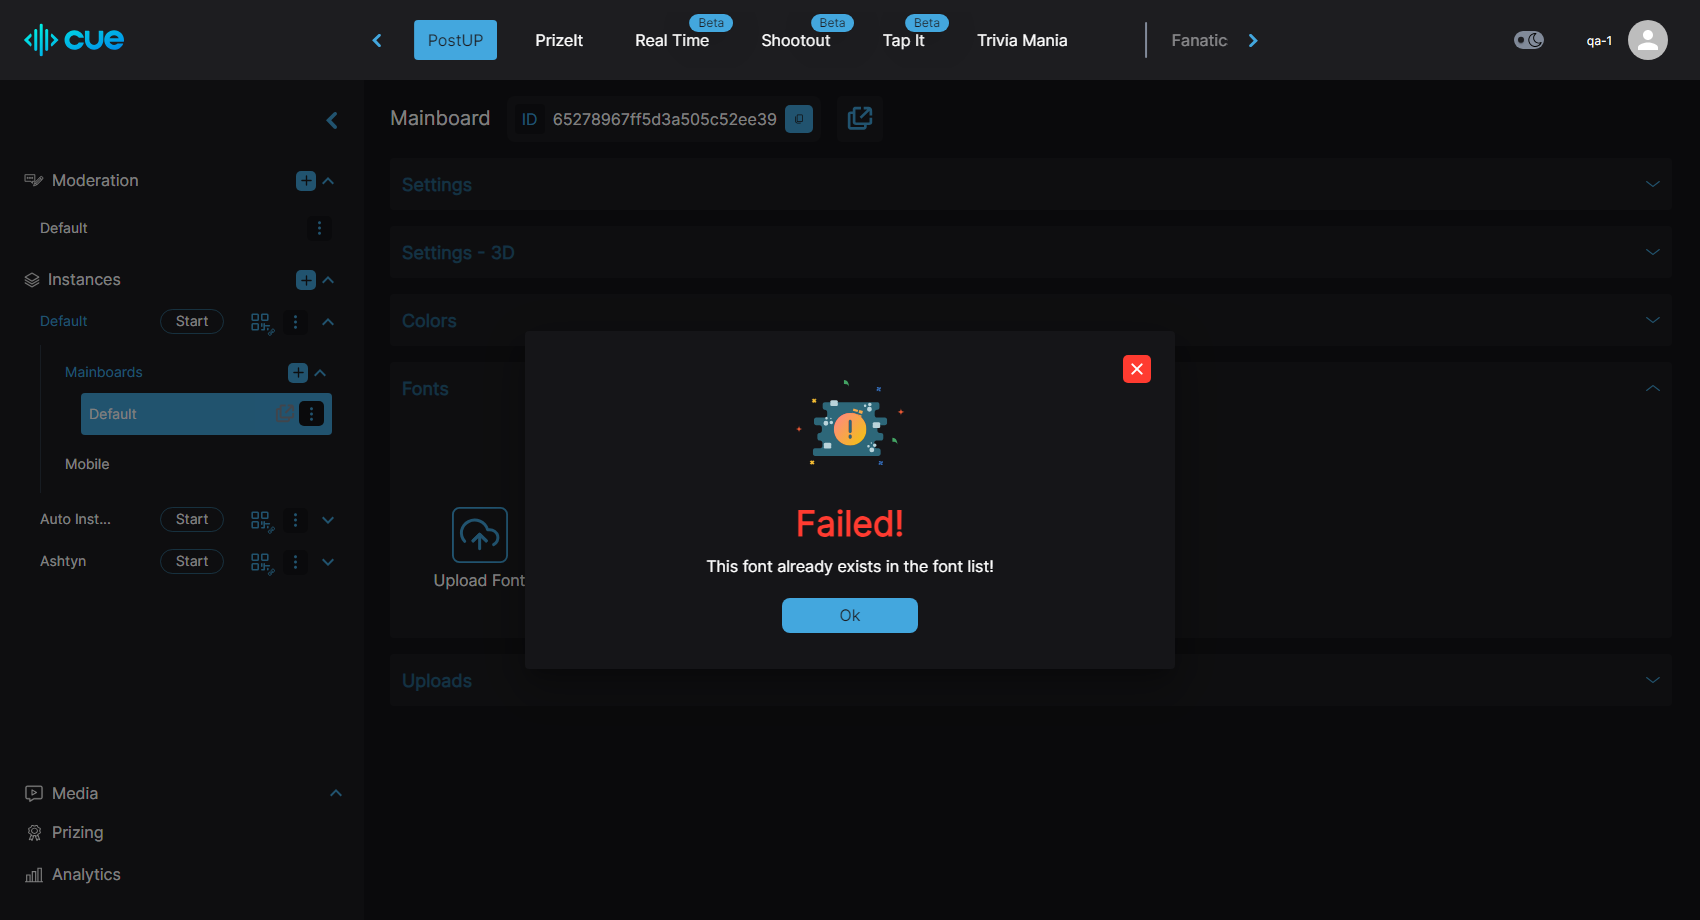 cue
PostUP
PrizeIt
Beta
Real Time
Beta
Shootout
Beta
Tap It
Trivia Mania
Fanatic
qa-1
Mainboard
ID 65278967ff5d3a505c52ee39
Moderation
Default
Instances
Default
Start
Mainboards
Default
Mobile
Auto Inst...
Start
Ashtyn
Start
Media
Prizing
Analytics
Settings
Settings - 3D
Colors
Fonts
Upload Font
Uploads
Failed!
This font already exists in the font list!
Ok